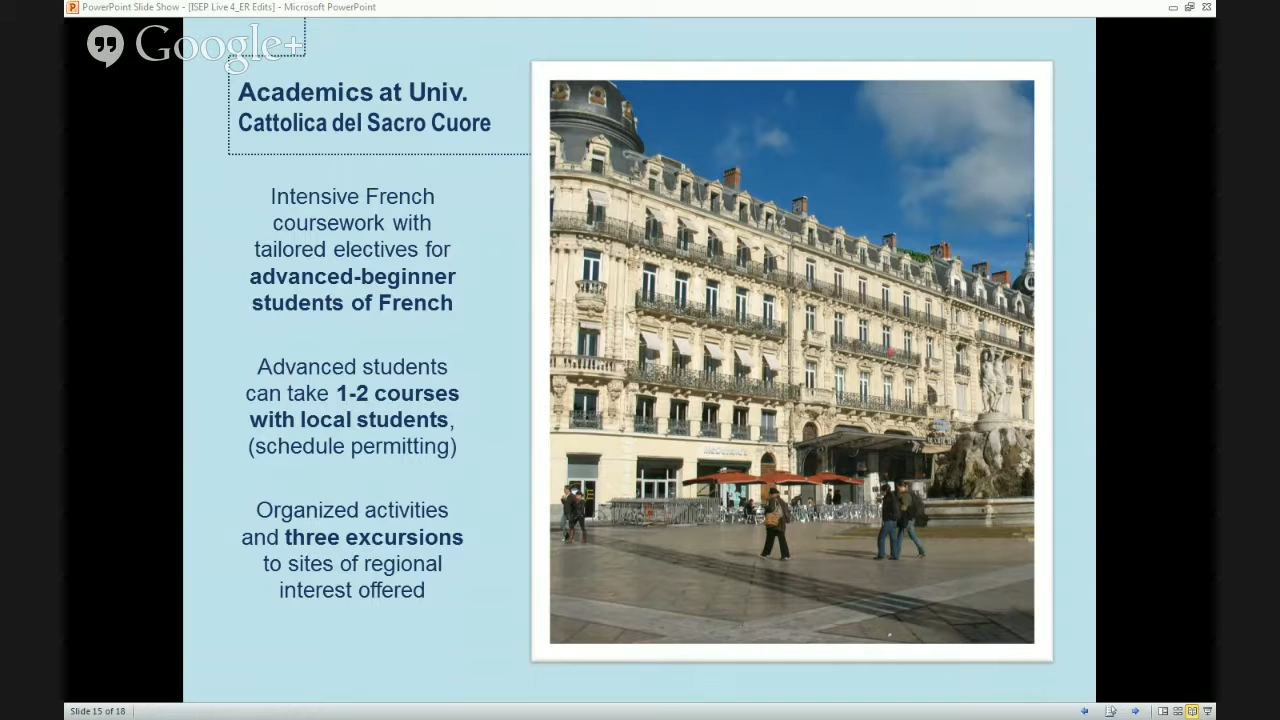 PowerPoint Slide Show - [ISEP Live 4_ER Edits] - Microsoft PowerPoint
Google+
Academics at Univ.
Cattolica del Sacro Cuore
Intensive French
coursework with
tailored electives for
advanced-beginner
students of French
Advanced students
can take 1-2 courses
with local students,
(schedule permitting)
Organized activities
and three excursions
to sites of regional
interest offered
Slide 15 of 18